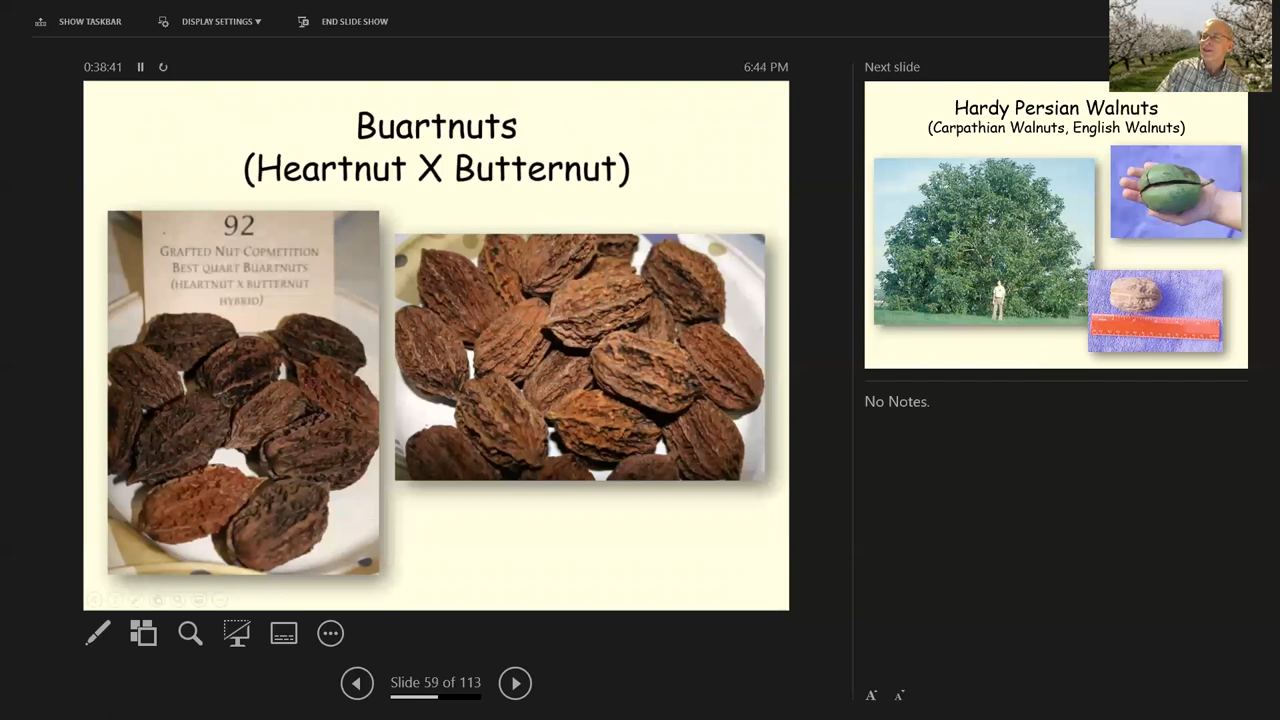 SHOW TASKBAR
DISPLAY SETTINGS ▼
END SLIDE SHOW
0:38:41
6:44 PM
Buartnuts
(Heartnut X Butternut)
92
GRAFTED NUT COPMETITION
BEST QUART BUARTNUTS
(HEARTNUT X BUTTERNUT
HYBRID)
Slide 59 of 113
Next slide
Hardy Persian Walnuts
(Carpathian Walnuts, English Walnuts)
No Notes.
A
A